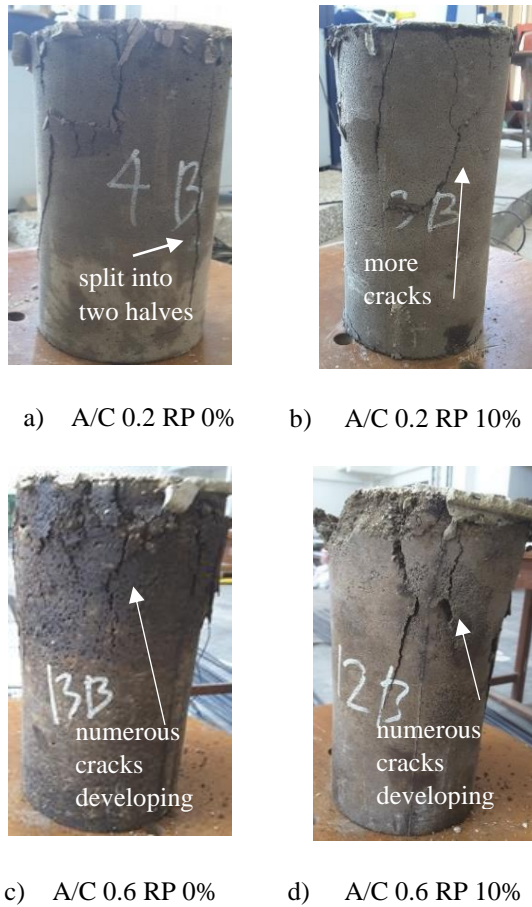 4 B
split into
two halves
B
more
cracks
a) A/C 0.2 RP 0%
b) A/C 0.2 RP 10%
13B
numerous
cracks
developing
12B
numerous
cracks
developing
c) A/C 0.6 RP 0%
d) A/C 0.6 RP 10%